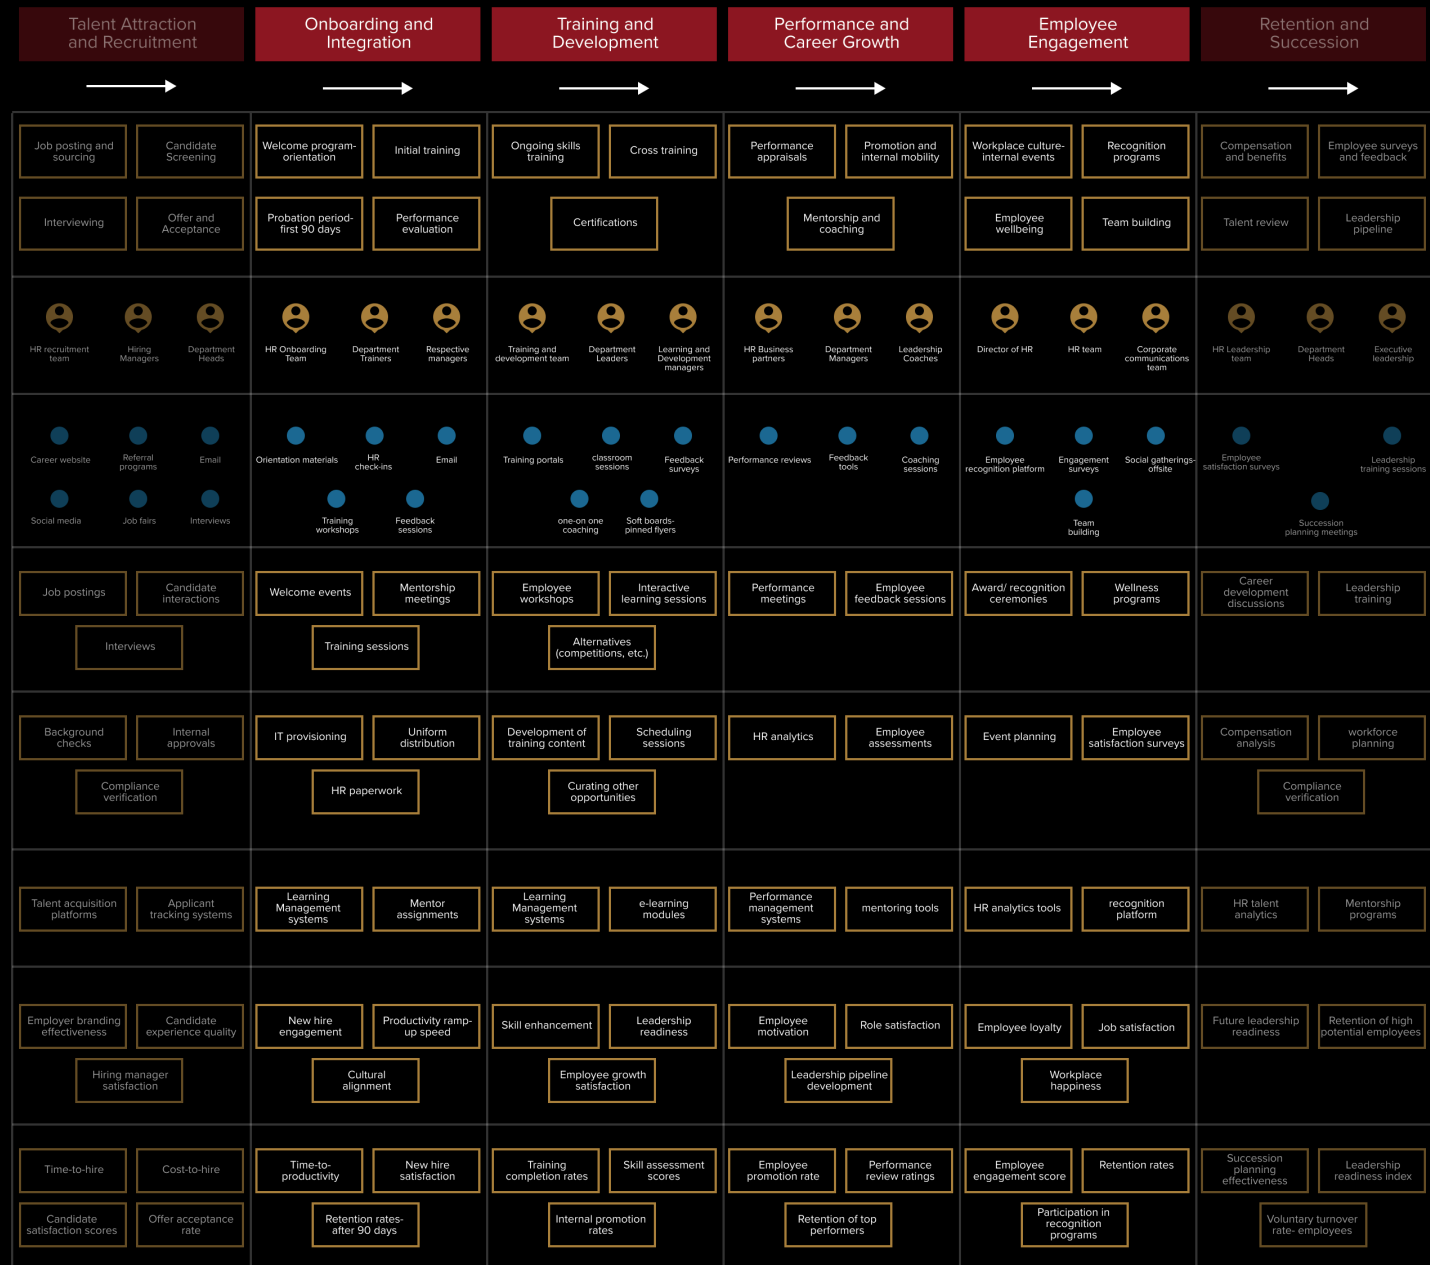 Talent Attraction
and Recruitment
Onboarding and
Integration
Training and
Development
Performance and
Career Growth
Employee
Engagement
Retention and
Succession
Job posting and
sourcing
Candidate
Screening
Welcome program-
orientation
Initial training
Ongoing skills
training
Cross training
Performance
appraisals
Promotion and
internal mobility
Workplace culture-
internal events
Recognition
programs
Compensation
and benefits
Employee surveys
and feedback
Interviewing
Offer and
Acceptance
Probation period-
first 90 days
Performance
evaluation
Certifications
Mentorship and
coaching
Employee
wellbeing
Team building
Talent review
Leadership
pipeline
HR recruitment
team
Hiring
Managers
Department
Heads
HR Onboarding
Team
Department
Trainers
Respective
managers
Training and
development team
Department
Leaders
Learning and
Development
managers
HR Business
partners
Department
Managers
Leadership
Coaches
Director of HR
HR team
Corporate
communications
team
HR Leadership
team
Department
Heads
Executive
leadership
Career website
Referral
programs
Email
Orientation materials
HR
check-ins
Email
Training portals
classroom
sessions
Feedback
surveys
Performance reviews
Feedback
tools
Coaching
sessions
Employee
recognition platform
Engagement
surveys
Social gatherings-
offsite
Employee
satisfaction surveys
Leadership
training sessions
Social media
Job fairs
Interviews
Training
workshops
Feedback
sessions
one-on one
coaching
Soft boards-
pinned flyers
Team
building
Succession
planning meetings
Job postings
Candidate
interactions
Welcome events
Mentorship
meetings
Employee
workshops
Interactive
learning sessions
Performance
meetings
Employee
feedback sessions
Award/ recognition
ceremonies
Wellness
programs
Career
development
discussions
Leadership
training
Interviews
Training sessions
Alternatives
(competitions, etc.)
Background
checks
Internal
approvals
IT provisioning
Uniform
distribution
Development of
training content
Scheduling
sessions
HR analytics
Employee
assessments
Event planning
Employee
satisfaction surveys
Compensation
analysis
workforce
planning
Compliance
verification
HR paperwork
Curating other
opportunities
Compliance
verification
Talent acquisition
platforms
Applicant
tracking systems
Learning
Management
systems
Mentor
assignments
Learning
Management
systems
e-learning
modules
Performance
management
systems
mentoring tools
HR analytics tools
recognition
platform
HR talent
analytics
Mentorship
programs
Employer branding
effectiveness
Candidate
experience quality
New hire
engagement
Productivity ramp-
up speed
Skill enhancement
Leadership
readiness
Employee
motivation
Role satisfaction
Employee loyalty
Job satisfaction
Future leadership
readiness
Retention of high
potential employees
Hiring manager
satisfaction
Cultural
alignment
Employee growth
satisfaction
Leadership pipeline
development
Workplace
happiness
Time-to-hire
Cost-to-hire
Time-to-
productivity
New hire
satisfaction
Training
completion rates
Skill assessment
scores
Employee
promotion rate
Performance
review ratings
Employee
engagement score
Retention rates
Succession
planning
effectiveness
Leadership
readiness index
Candidate
satisfaction scores
Offer acceptance
rate
Retention rates-
after 90 days
Internal promotion
rates
Retention of top
performers
Participation in
recognition
programs
Voluntary turnover
rate- employees